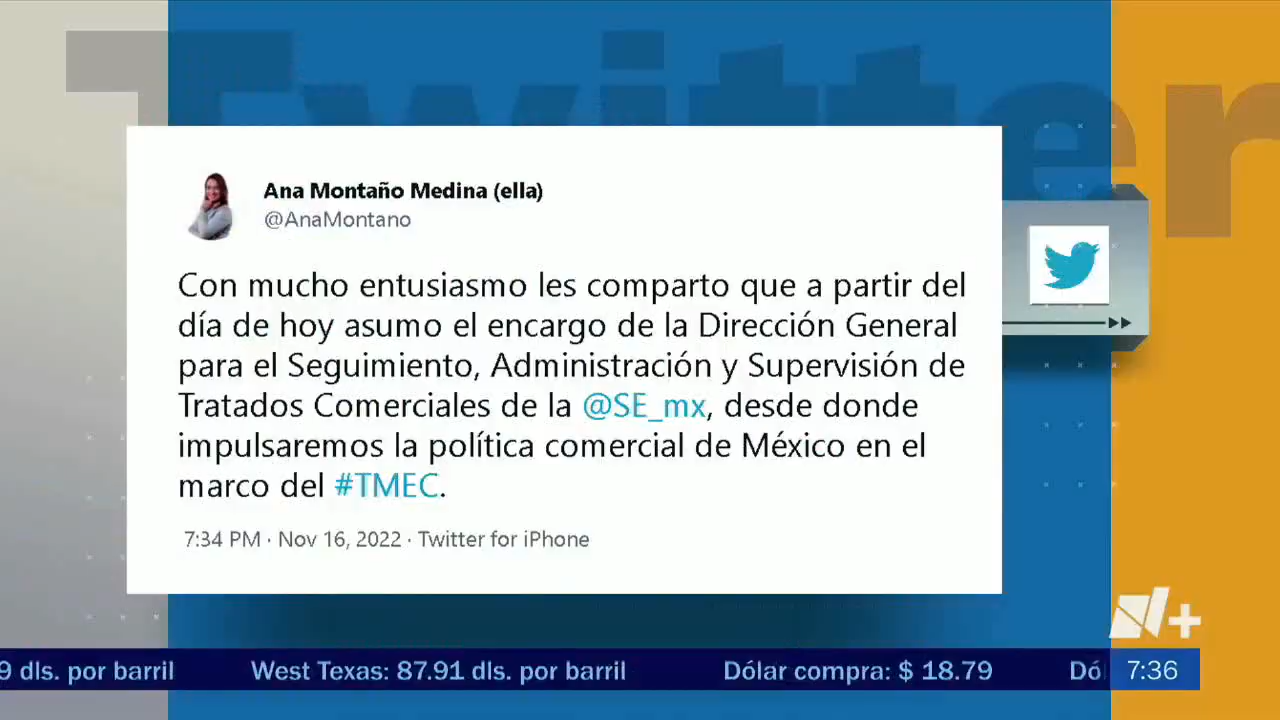 Twitter
Ana Montaño Medina (ella)
@AnaMontano
Con mucho entusiasmo les comparto que a partir del
día de hoy asumo el encargo de la Dirección General
para el Seguimiento, Administración y Supervisión de
Tratados Comerciales de la @SE_mx, desde donde
impulsaremos la política comercial de México en el
marco del #TMEC.
7:34 PM · Nov 16, 2022 · Twitter for iPhone
N+
9 dls. por barril West Texas: 87.91 dls. por barril Dólar compra: $ 18.79 Dól 7:36